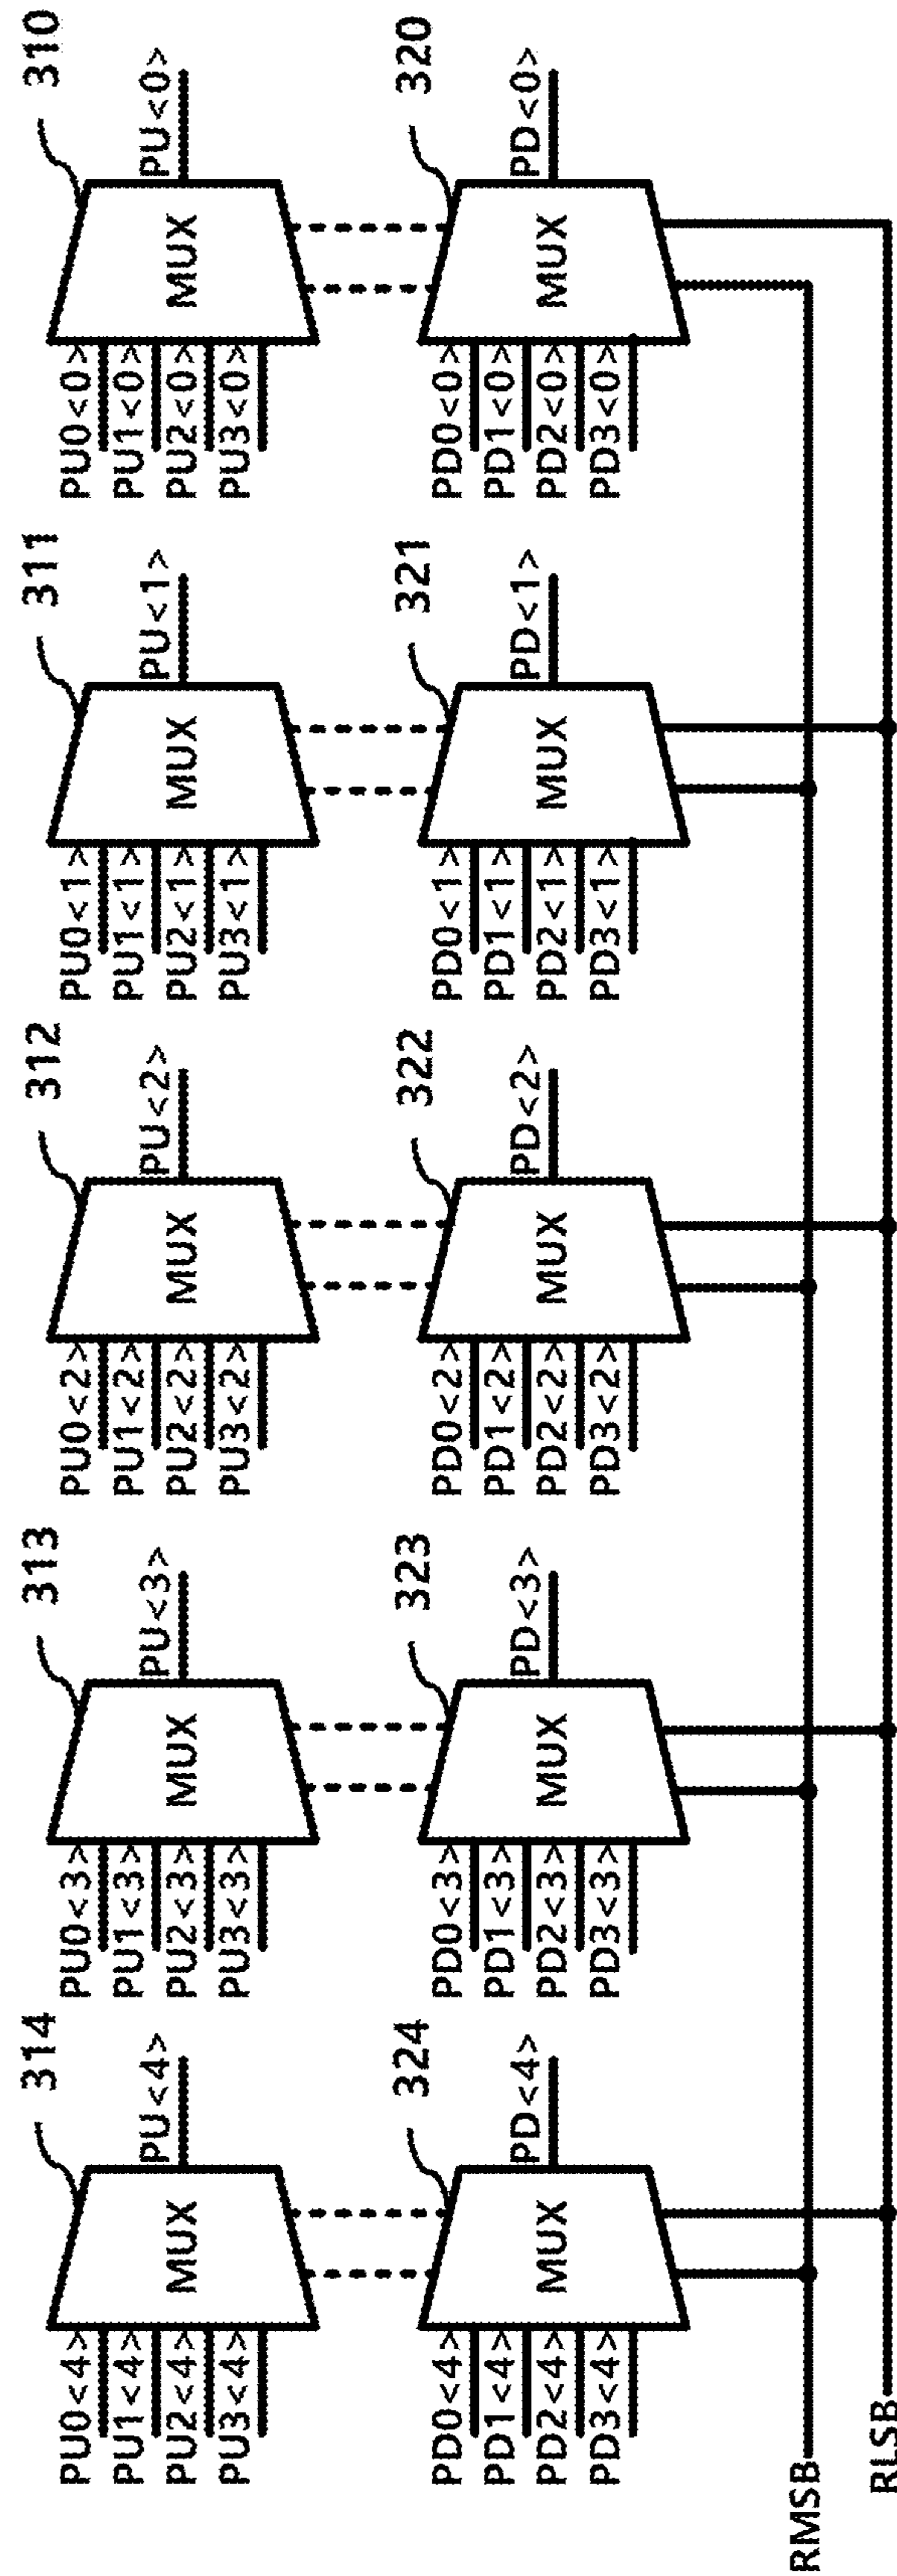 314
PU0<4>
PU1<4>
PU2<4>
PU3<4>
MUX
PU<4>
313
PU0<3>
PU1<3>
PU2<3>
PU3<3>
MUX
PU<3>
312
PU0<2>
PU1<2>
PU2<2>
PU3<2>
MUX
PU<2>
311
PU0<1>
PU1<1>
PU2<1>
PU3<1>
MUX
PU<1>
310
PU0<0>
PU1<0>
PU2<0>
PU3<0>
MUX
PU<0>
324
PD0<4>
PD1<4>
PD2<4>
PD3<4>
MUX
PD<4>
323
PD0<3>
PD1<3>
PD2<3>
PD3<3>
MUX
PD<3>
322
PD0<2>
PD1<2>
PD2<2>
PD3<2>
MUX
PD<2>
321
PD0<1>
PD1<1>
PD2<1>
PD3<1>
MUX
PD<1>
320
PD0<0>
PD1<0>
PD2<0>
PD3<0>
MUX
PD<0>
RMSB
RLSB